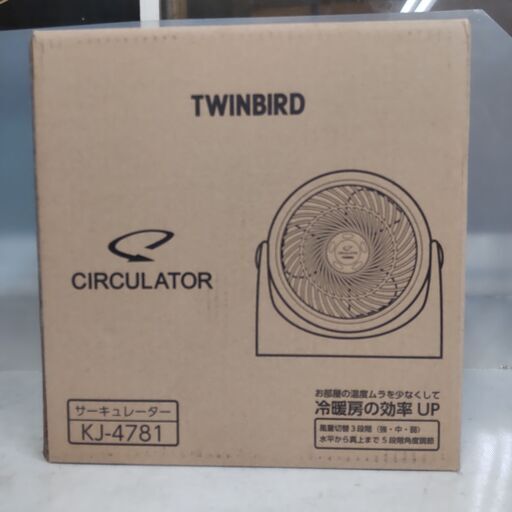 TWINBIRD
CIRCULATOR
サーキュレーター
KJ-4781
お部屋の温度ムラを少なくして
冷暖房の効率 UP
風量切替3段階（強・中・弱）
水平から真上まで5段階角度調節